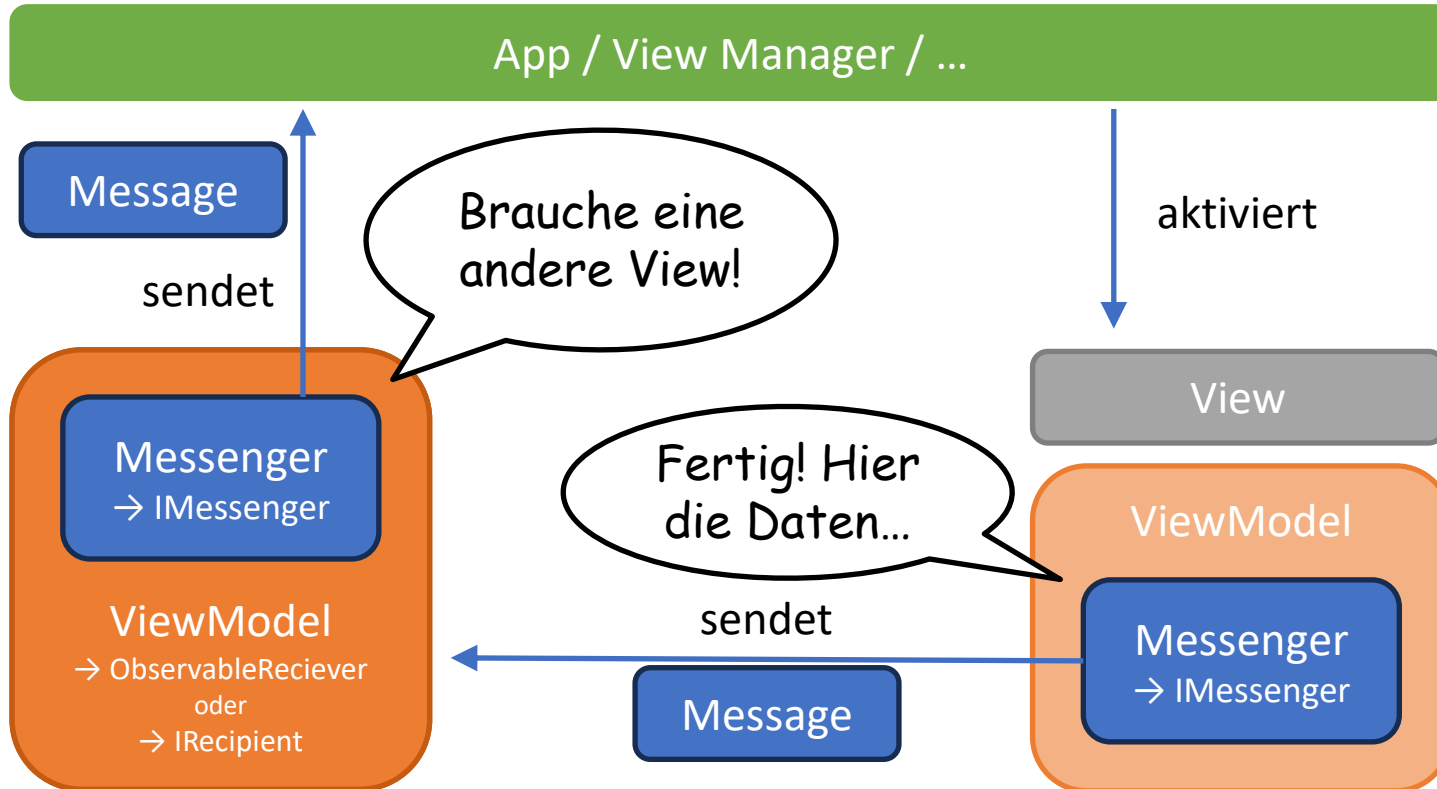 App / View Manager / …
Message
sendet
Brauche eine
andere View!
aktiviert
Messenger
→ IMessenger
ViewModel
→ ObservableReciever
oder
→ IRecipient
Fertig! Hier
die Daten…
sendet
Message
View
ViewModel
Messenger
→ IMessenger